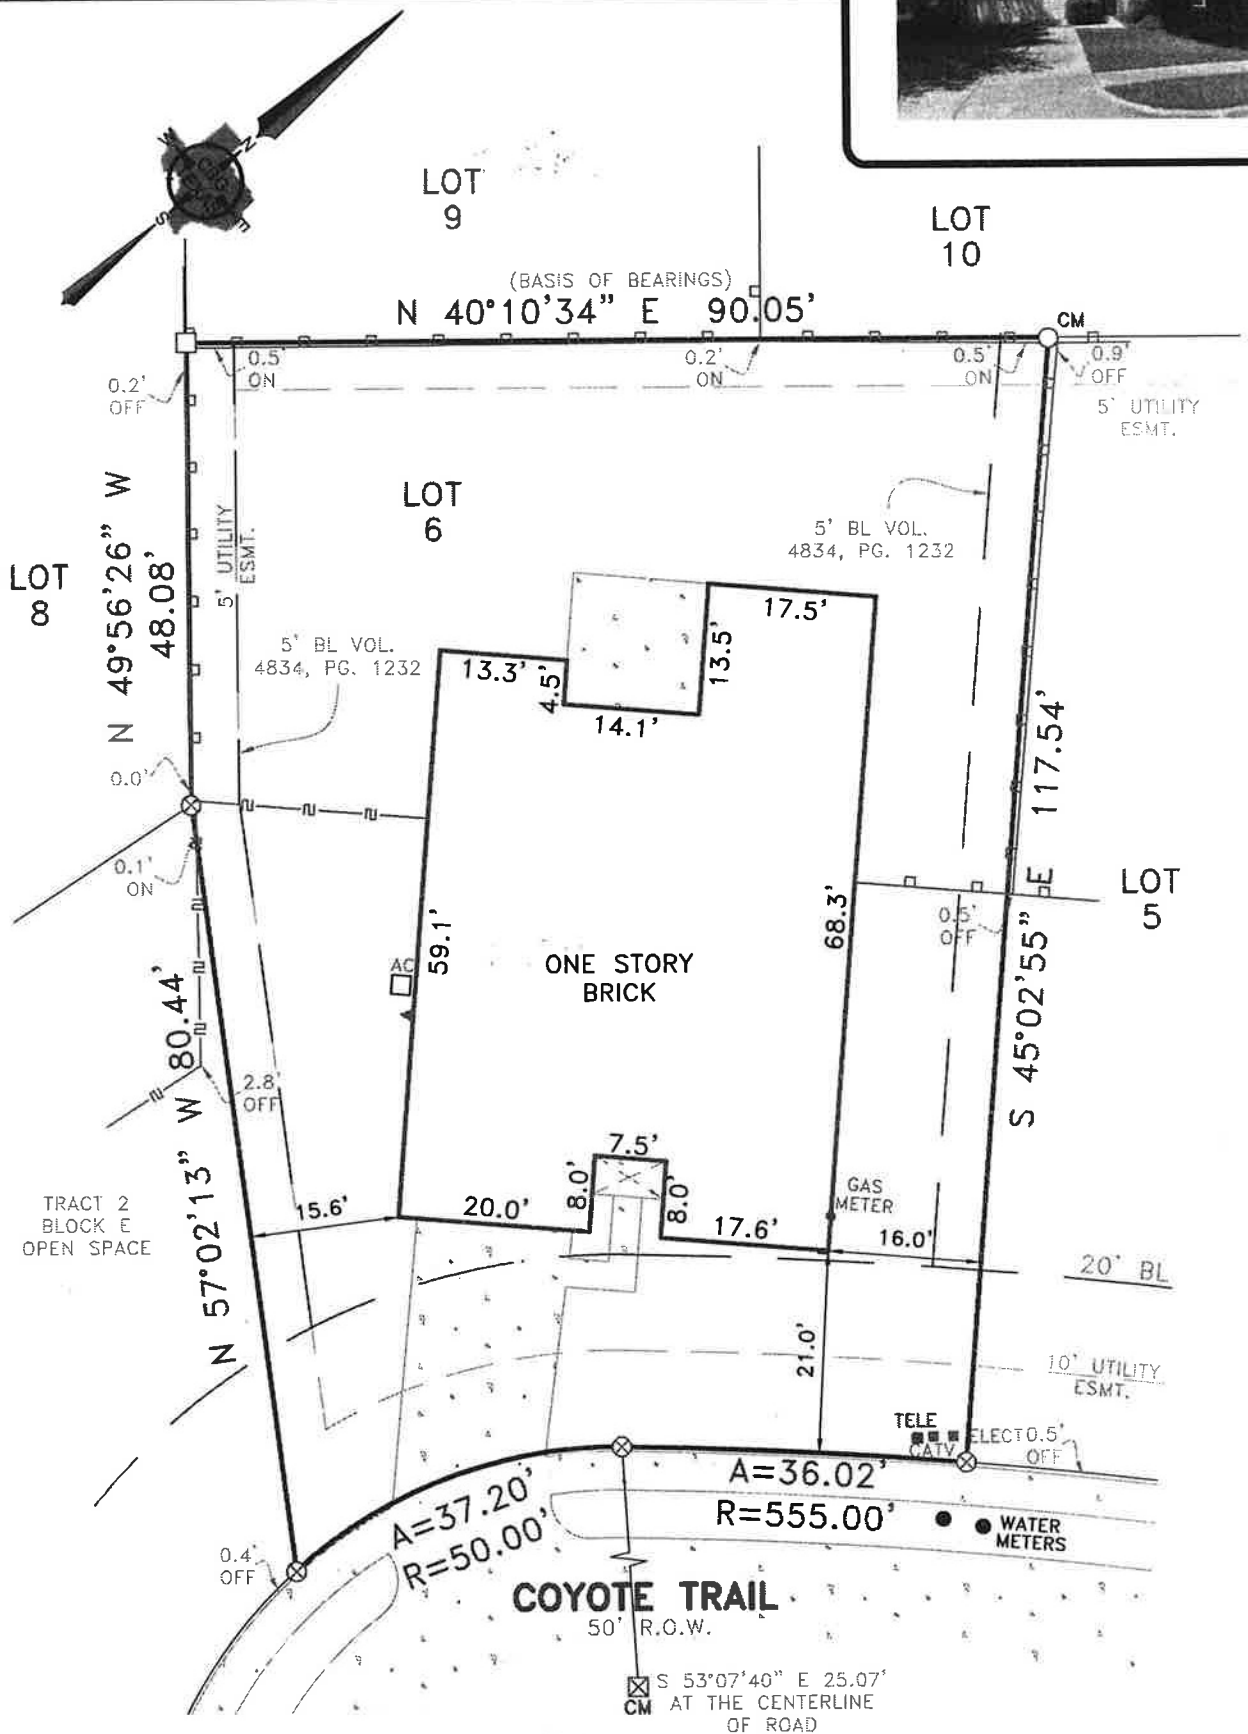 W
N
S
E
LOT
9
LOT
10
(BASIS OF BEARINGS)
N 40°10'34" E 90.05'
CM
0.5'
ON
0.2'
ON
0.5'
ON
0.9'
OFF
0.2'
OFF
5' UTILITY
ESMT.
LOT
6
N 49°56'26" W
48.08'
5' UTILITY
ESMT.
5' BL VOL.
4834, PG. 1232
LOT
8
17.5'
5' BL VOL.
4834, PG. 1232
13.3'
4.5'
13.5'
14.1'
0.0'
S 45°02'55" E 117.54'
0.1'
ON
LOT
5
59.1'
68.3'
0.5'
OFF
AC
ONE STORY
BRICK
N 57°02'13" W 80.44'
2.8'
OFF
7.5'
8.0'
8.0'
GAS
METER
TRACT 2
BLOCK E
OPEN SPACE
15.6'
20.0'
17.6'
16.0'
20' BL
21.0'
10' UTILITY
ESMT.
TELE
CATV
ELECT
0.5'
OFF
A=36.02'
R=555.00'
A=37.20'
R=50.00'
WATER
METERS
0.4'
OFF
COYOTE TRAIL
50' R.O.W.
S 53°07'40" E 25.07'
AT THE CENTERLINE
OF ROAD
CM